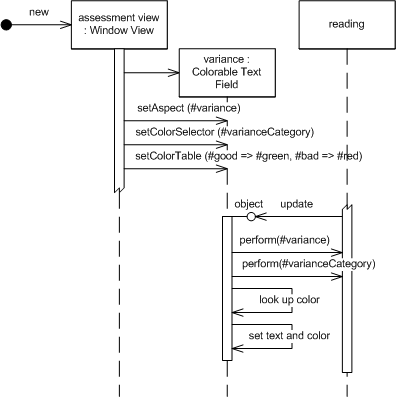 new
assessment view
: Window View
reading
variance :
Colorable Text
Field
setAspect (#variance)
setColorSelector (#varianceCategory)
setColorTable (#good => #green, #bad => #red)
object
update
perform(#variance)
perform(#varianceCategory)
look up color
set text and color